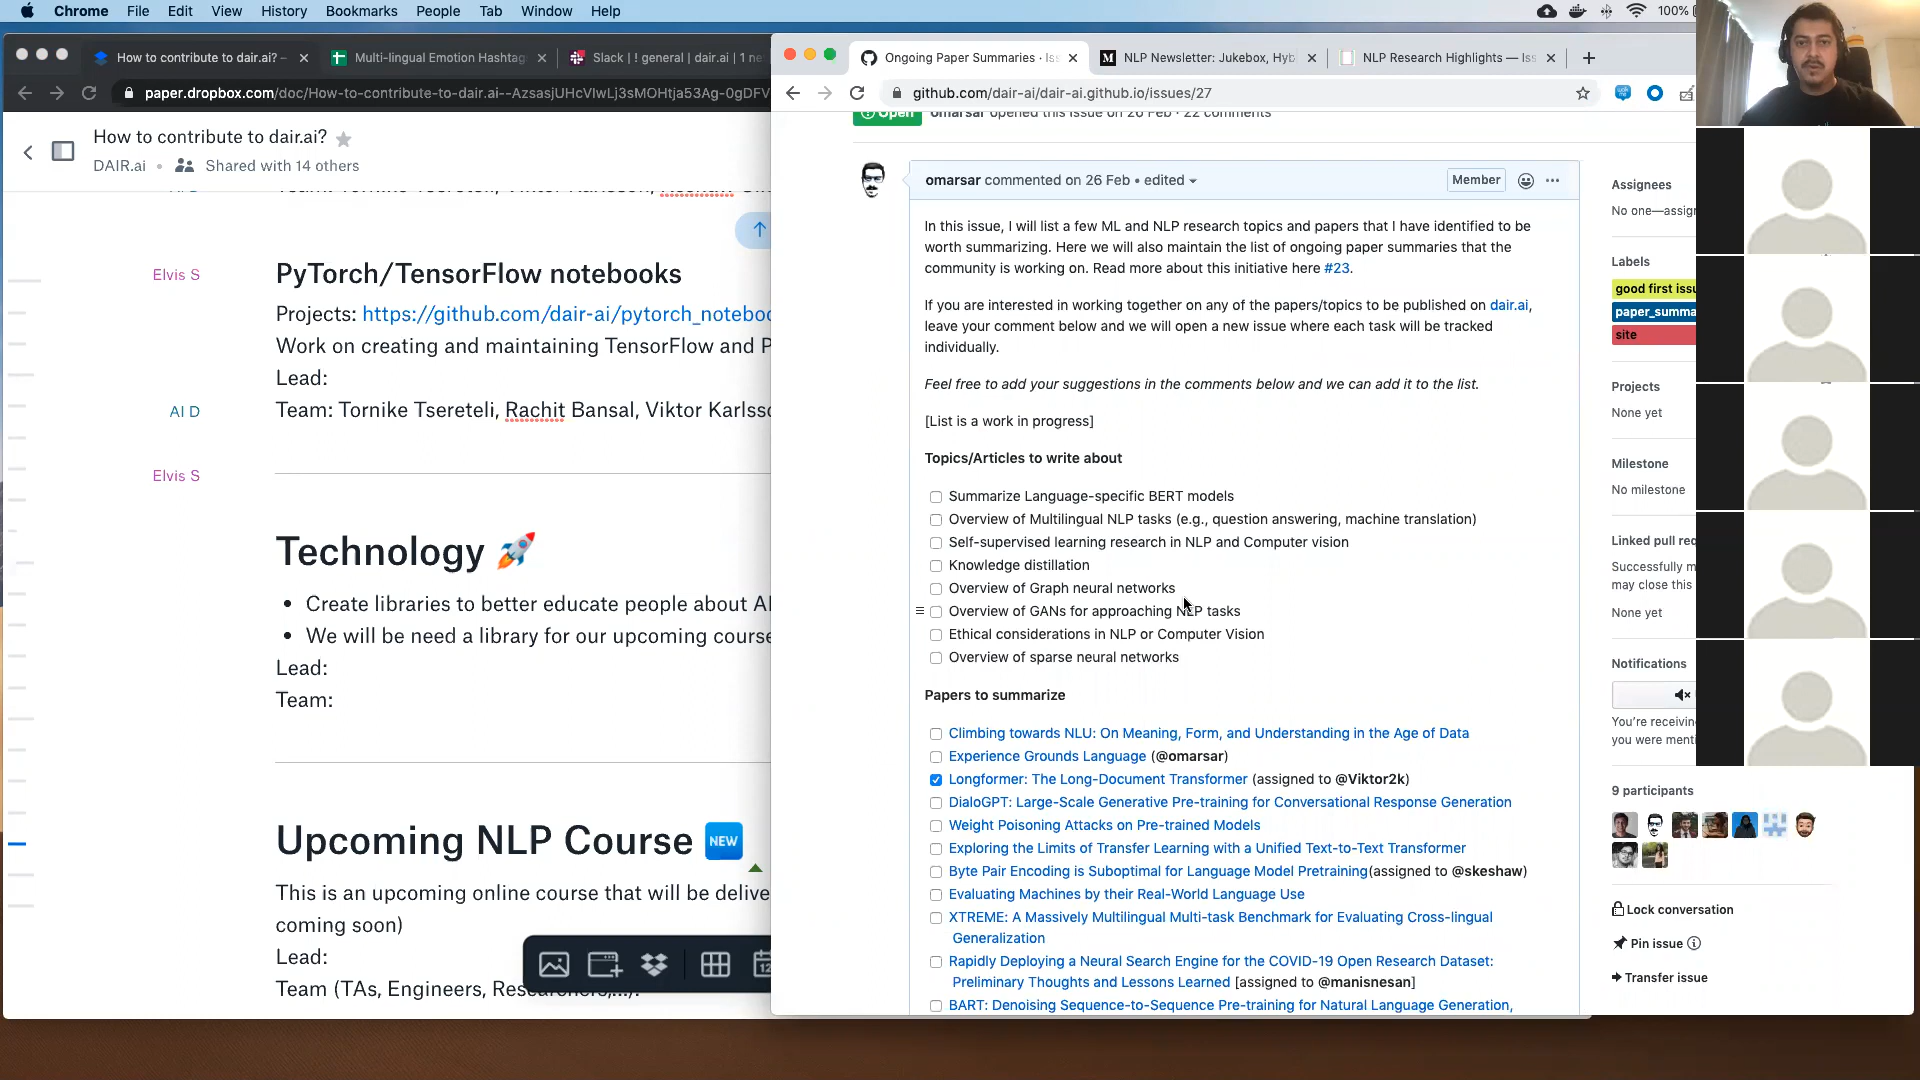 Chrome File Edit View History Bookmarks People Tab Window Help
100%
How to contribute to dair.ai? –
Multi-lingual Emotion Hashtag
Slack | ! general | dair.ai | 1 ne
paper.dropbox.com/doc/How-to-contribute-to-dair.ai--AzsasjUHcVIwLj3sMOHtja53Ag-0gDFV
How to contribute to dair.ai?
DAIR.ai • Shared with 14 others
Elvis S
PyTorch/TensorFlow notebooks
Projects: https://github.com/dair-ai/pytorch_noteboo
Work on creating and maintaining TensorFlow and P
Lead:
AI D
Team: Tornike Tsereteli, Rachit Bansal, Viktor Karlsso
Elvis S
Technology 🚀
• Create libraries to better educate people about AI
• We will be need a library for our upcoming course
Lead:
Team:
Upcoming NLP Course NEW
This is an upcoming online course that will be delive
coming soon)
Lead:
Team (TAs, Engineers, Researchers,...):
12
Ongoing Paper Summaries · Iss
NLP Newsletter: Jukebox, Hyb
NLP Research Highlights — Iss
github.com/dair-ai/dair-ai.github.io/issues/27
Open omarsar opened this issue on 26 Feb · 22 comments
omarsar commented on 26 Feb • edited
Member
In this issue, I will list a few ML and NLP research topics and papers that I have identified to be
worth summarizing. Here we will also maintain the list of ongoing paper summaries that the
community is working on. Read more about this initiative here #23.
If you are interested in working together on any of the papers/topics to be published on dair.ai,
leave your comment below and we will open a new issue where each task will be tracked
individually.
Feel free to add your suggestions in the comments below and we can add it to the list.
[List is a work in progress]
Topics/Articles to write about
Summarize Language-specific BERT models
Overview of Multilingual NLP tasks (e.g., question answering, machine translation)
Self-supervised learning research in NLP and Computer vision
Knowledge distillation
Overview of Graph neural networks
Overview of GANs for approaching NLP tasks
Ethical considerations in NLP or Computer Vision
Overview of sparse neural networks
Papers to summarize
Climbing towards NLU: On Meaning, Form, and Understanding in the Age of Data
Experience Grounds Language (@omarsar)
Longformer: The Long-Document Transformer (assigned to @Viktor2k)
DialoGPT: Large-Scale Generative Pre-training for Conversational Response Generation
Weight Poisoning Attacks on Pre-trained Models
Exploring the Limits of Transfer Learning with a Unified Text-to-Text Transformer
Byte Pair Encoding is Suboptimal for Language Model Pretraining(assigned to @skeshaw)
Evaluating Machines by their Real-World Language Use
XTREME: A Massively Multilingual Multi-task Benchmark for Evaluating Cross-lingual
Generalization
Rapidly Deploying a Neural Search Engine for the COVID-19 Open Research Dataset:
Preliminary Thoughts and Lessons Learned [assigned to @manisnesan]
BART: Denoising Sequence-to-Sequence Pre-training for Natural Language Generation,
Assignees
No one—assig
Labels
good first issu
paper_summa
site
Projects
None yet
Milestone
No milestone
Linked pull req
Successfully m
may close this
None yet
Notifications
You're receivin
you were menti
9 participants
Lock conversation
Pin issue
Transfer issue